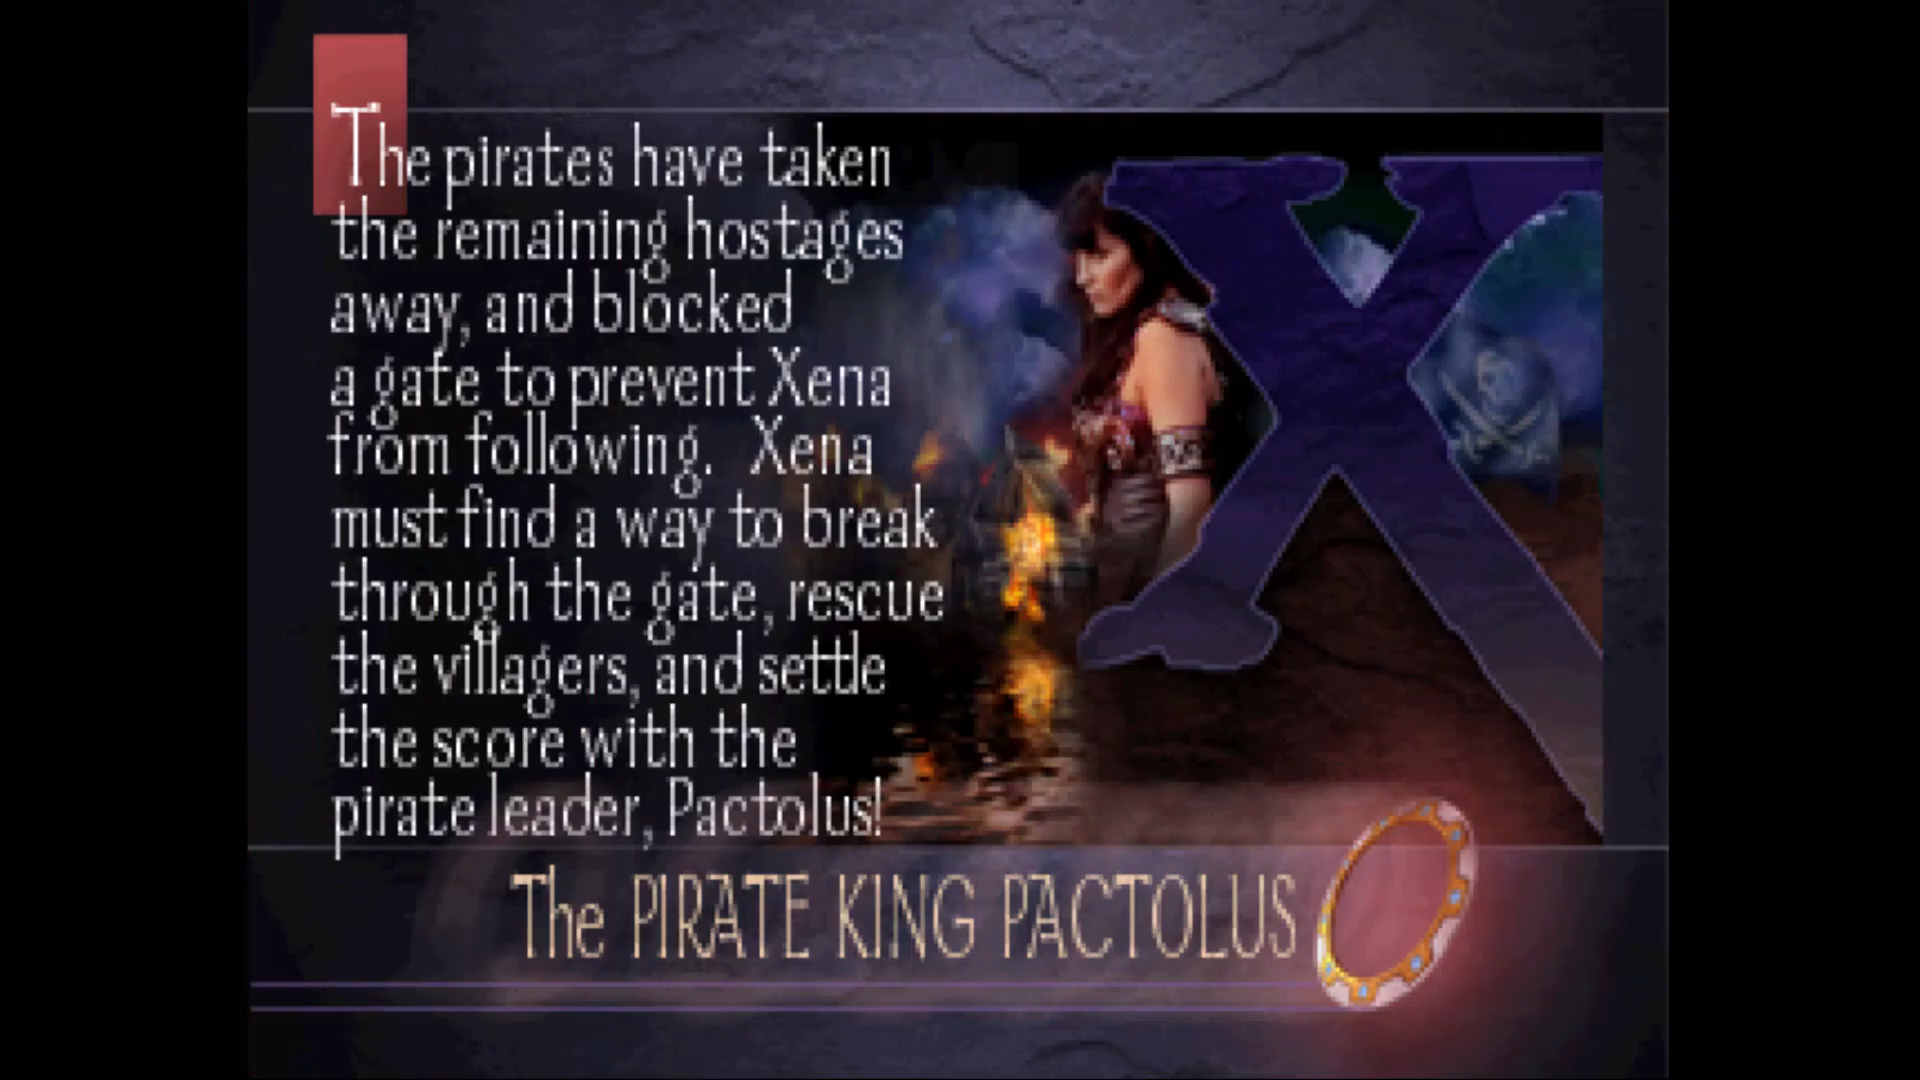 The pirates have taken
the remaining hostages
away, and blocked
a gate to prevent Xena
from following.  Xena
must find a way to break
through the gate, rescue
the villagers, and settle
the score with the
pirate leader, Pactolus!
X
The PIRATE KING PACTOLUS